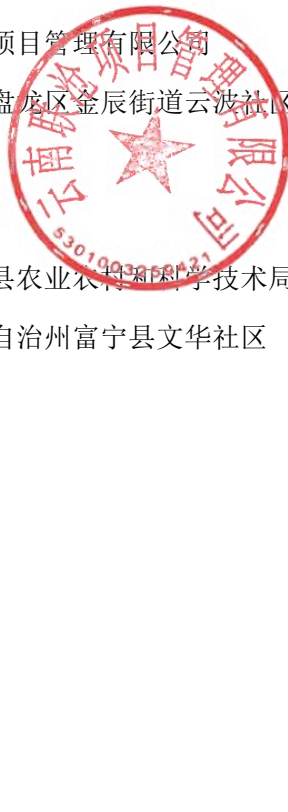 项目管理有限公司
盘龙区金辰街道云波社区
云南联沧项目管理有限公司
县农业农村和科学技术局
自治州富宁县文华社区